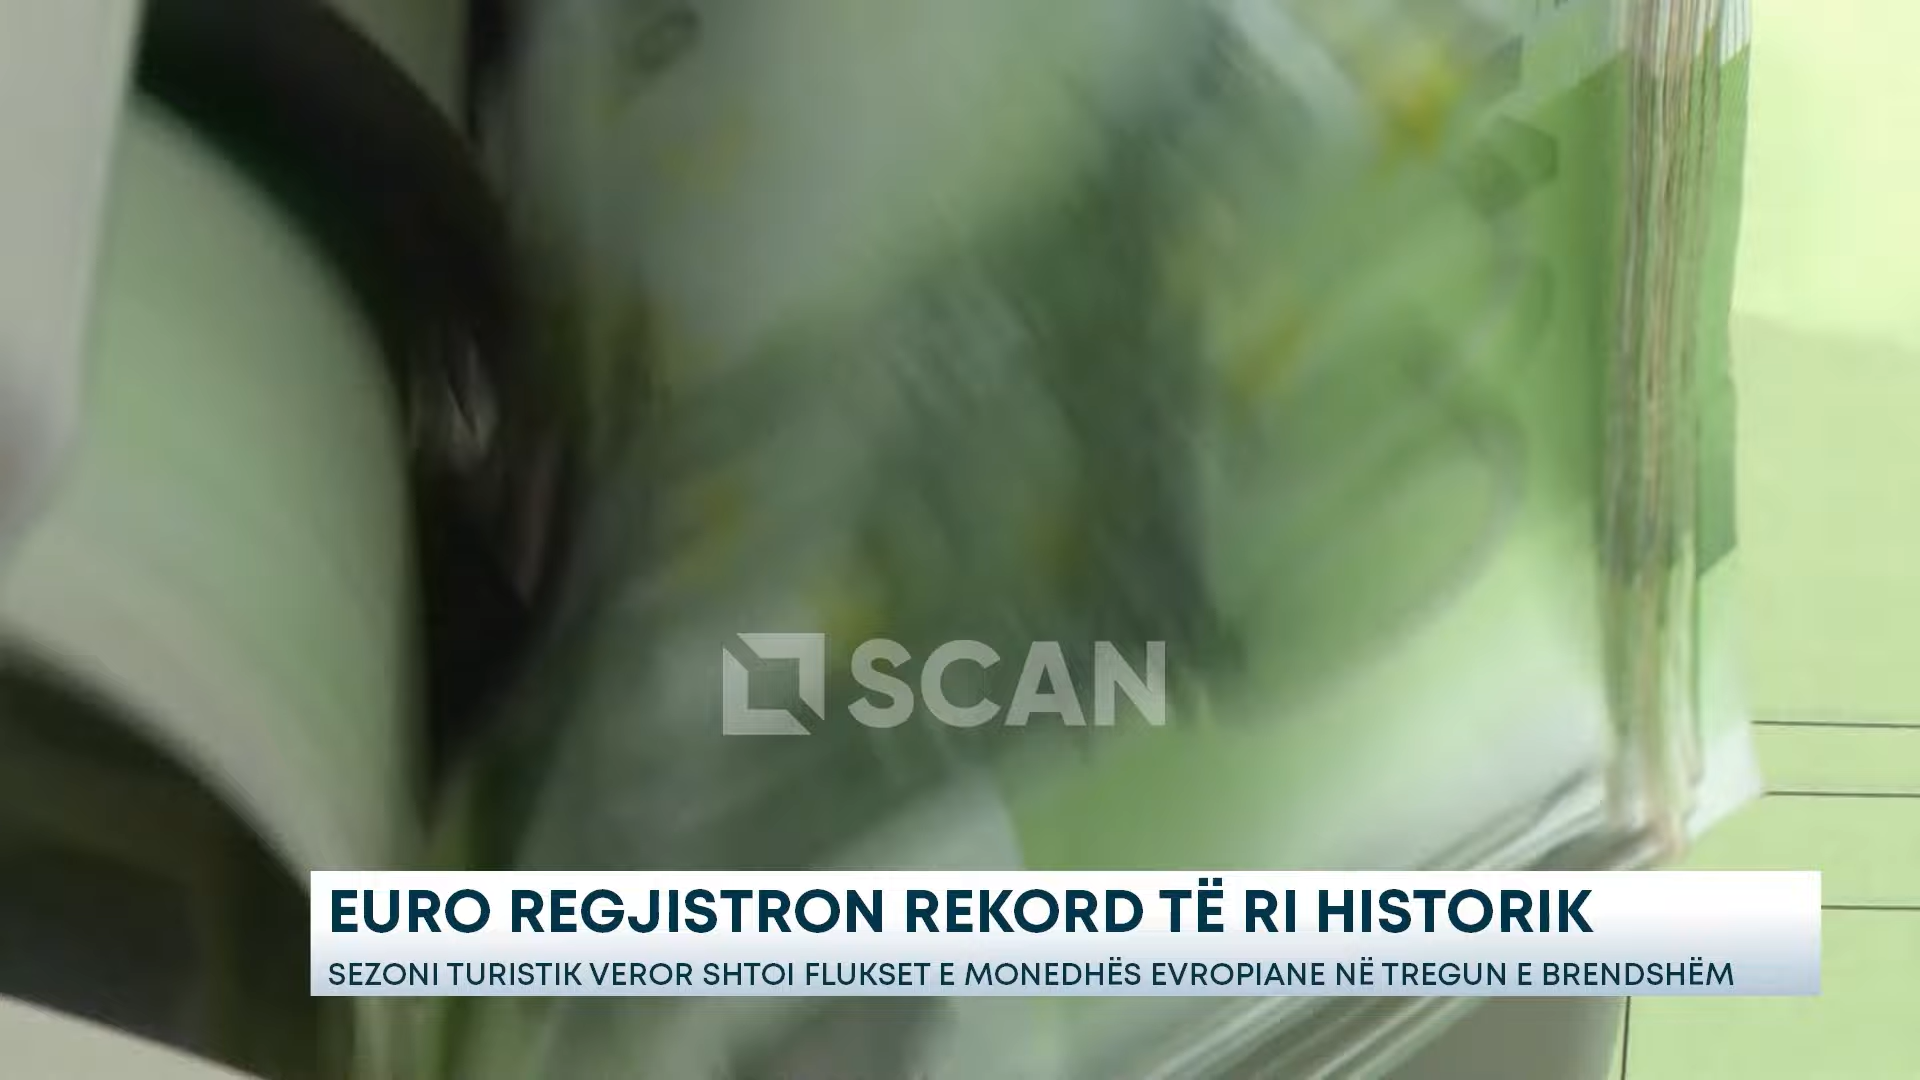 SCAN
EURO REGJISTRON REKORD TË RI HISTORIK
SEZONI TURISTIK VEROR SHTOI FLUKSET E MONEDHËS EVROPIANE NË TREGUN E BRENDSHËM